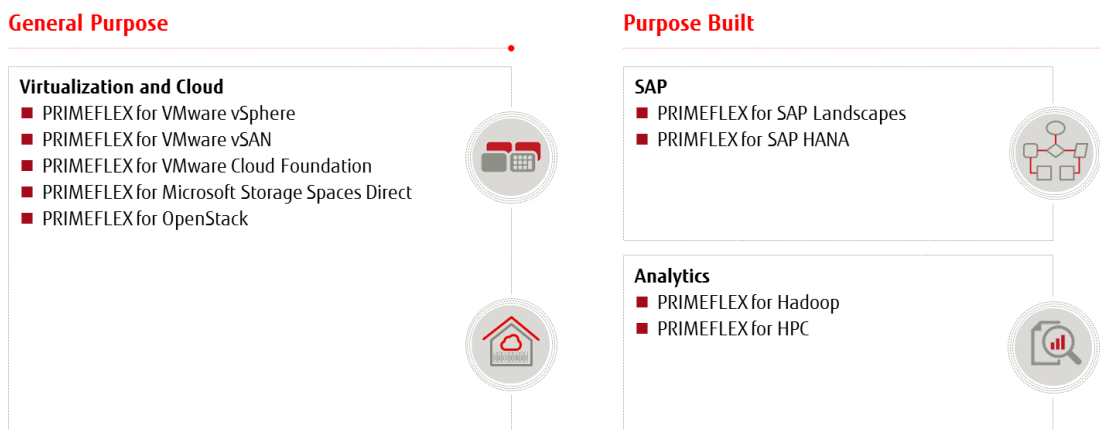 General Purpose
Virtualization and Cloud
PRIMEFLEX for VMware vSphere
PRIMEFLEX for VMware vSAN
PRIMEFLEX for VMware Cloud Foundation
PRIMEFLEX for Microsoft Storage Spaces Direct
PRIMEFLEX for OpenStack
Purpose Built
SAP
PRIMEFLEX for SAP Landscapes
PRIMFLEX for SAP HANA
Analytics
PRIMEFLEX for Hadoop
PRIMEFLEX for HPC